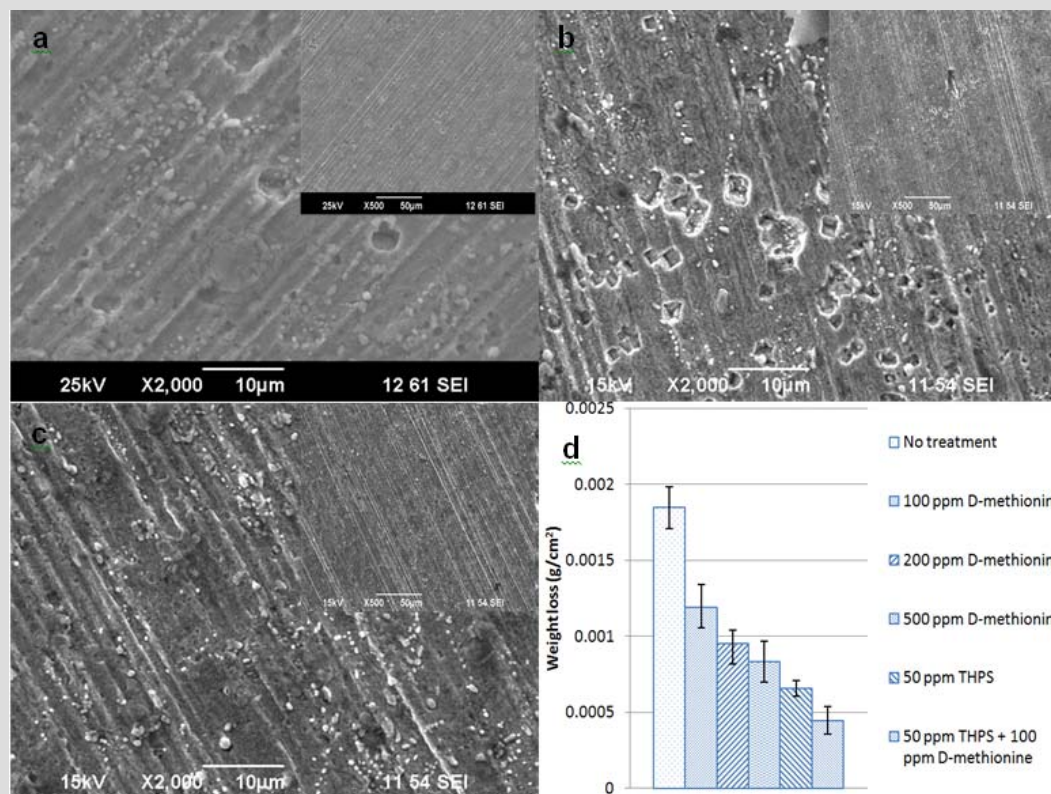 a
25kV X500 50µm 12 61 SEI
25kV X2,000 10µm 12 61 SEI
b
15kV X500 50µm 11 54 SEI
15kV X2,000 10µm 11 54 SEI
c
15kV X500 50µm 11 54 SEI
15kV X2,000 10µm 11 54 SEI
d
Weight loss (g/cm²)
0.0025
0.002
0.0015
0.001
0.0005
0
No treatment
100 ppm D-methionin
200 ppm D-methionine
500 ppm D-methionin
50 ppm THPS
50 ppm THPS + 100
ppm D-methionine